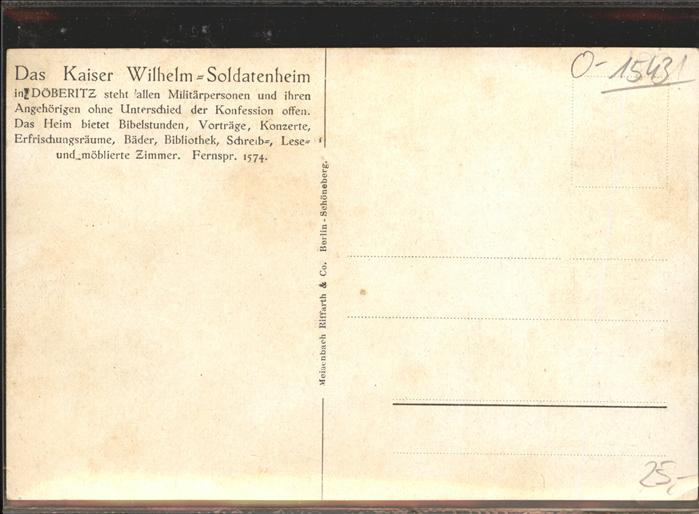 Das Kaiser Wilhelm=Soldatenheim
in DÖBERITZ steht allen Militärpersonen und ihren
Angehörigen ohne Unterschied der Konfession offen.
Das Heim bietet Bibelstunden, Vorträge, Konzerte,
Erfrischungsräume, Bäder, Bibliothek, Schreib=, Lese=
und möblierte Zimmer. Fernspr. 1574.
Meisenbach Riffarth & Co. Berlin-Schöneberg.
O-15431
25,-